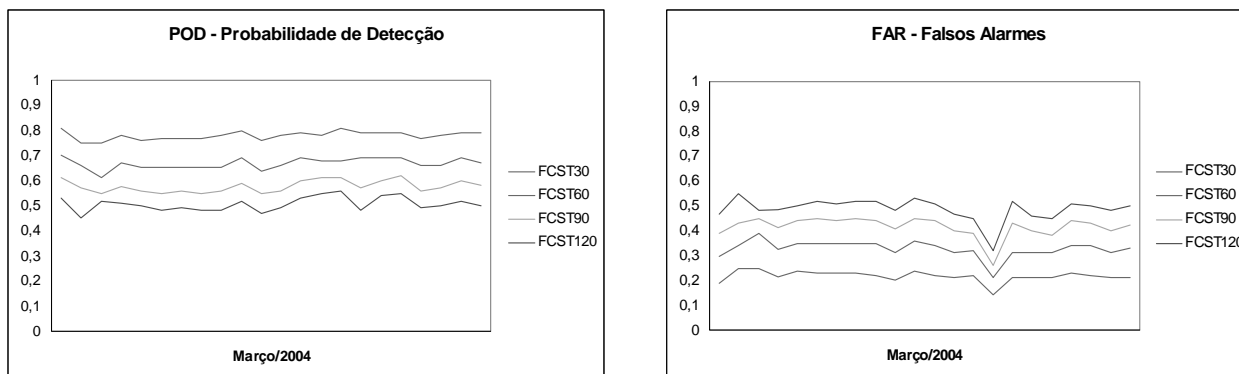 POD - Probabilidade de Detecção
1
0,9
0,8
0,7
0,6
0,5
0,4
0,3
0,2
0,1
0
FCST30
FCST60
FCST90
FCST120
Março/2004
FAR - Falsos Alarmes
1
0,9
0,8
0,7
0,6
0,5
0,4
0,3
0,2
0,1
0
FCST30
FCST60
FCST90
FCST120
Março/2004